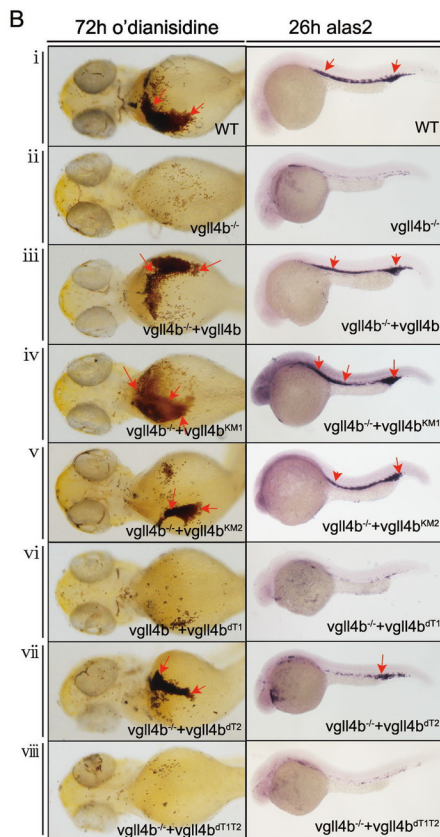 B
72h o'dianisidine
26h alas2
i
WT
WT
ii
vgll4b-/-
vgll4b-/-
iii
vgll4b-/-+vgll4b
vgll4b-/-+vgll4b
iv
vgll4b-/-+vgll4bKM1
vgll4b-/-+vgll4bKM1
v
vgll4b-/-+vgll4bKM2
vgll4b-/-+vgll4bKM2
vi
vgll4b-/-+vgll4bdT1
vgll4b-/-+vgll4bdT1
vii
vgll4b-/-+vgll4bdT2
vgll4b-/-+vgll4bdT2
viii
vgll4b-/-+vgll4bdT1T2
vgll4b-/-+vgll4bdT1T2